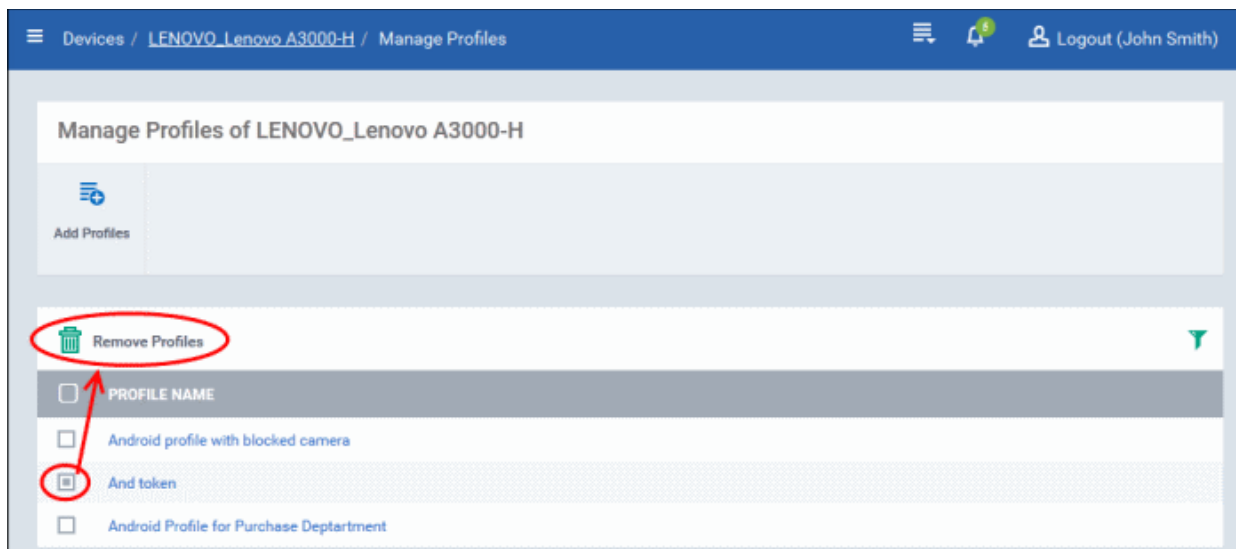 Devices / LENOVO_Lenovo A3000-H / Manage Profiles 6 Logout (John Smith)
Manage Profiles of LENOVO_Lenovo A3000-H
Add Profiles
Remove Profiles
PROFILE NAME
Android profile with blocked camera
And token
Android Profile for Purchase Deptartment